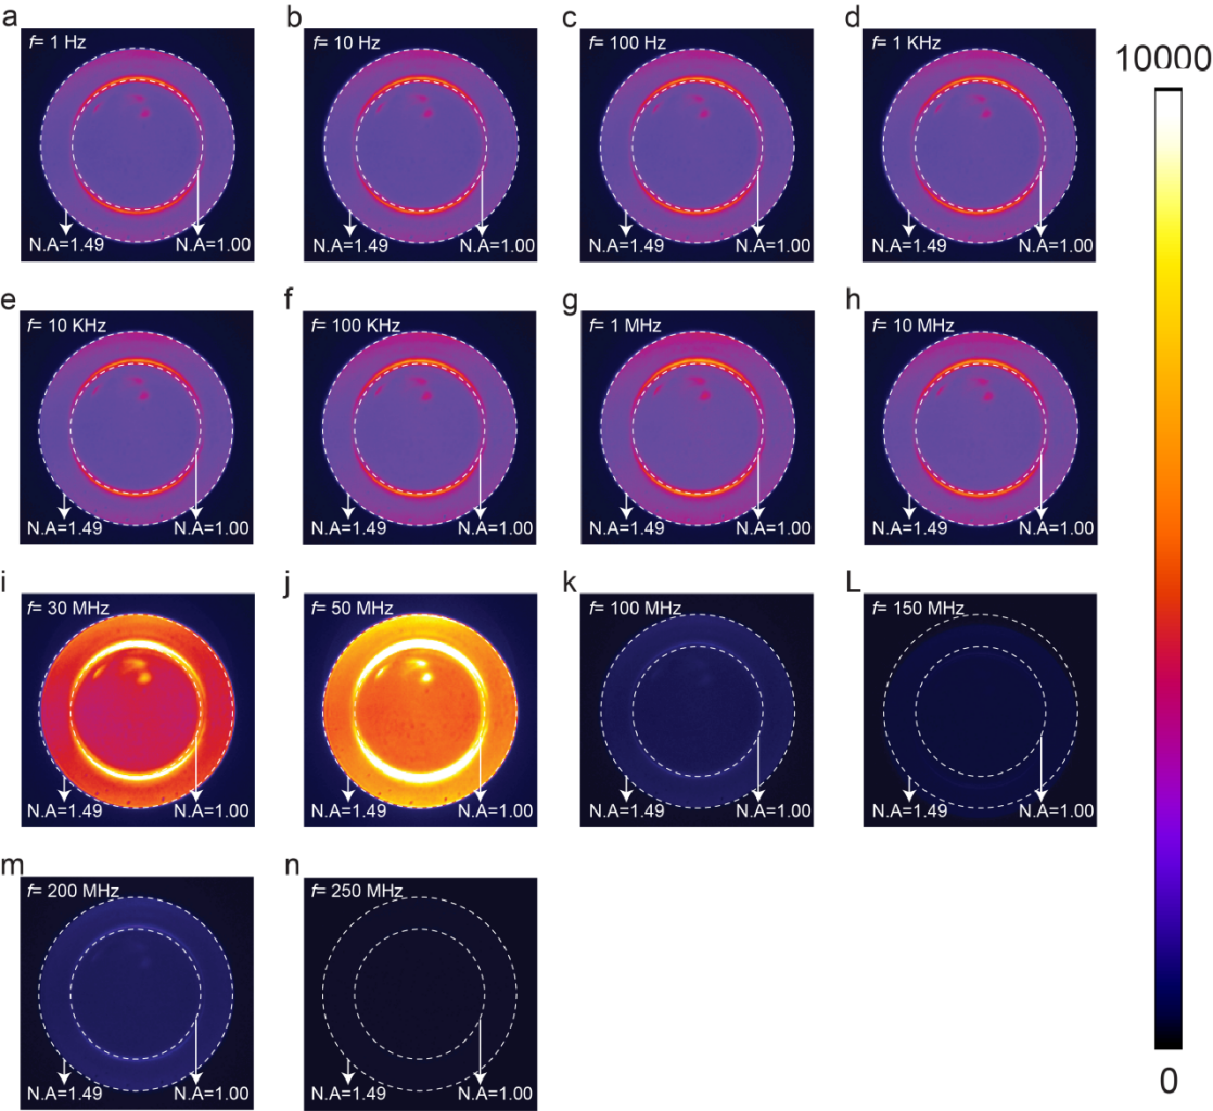 a
f= 1 Hz
N.A=1.49
N.A=1.00
b
f= 10 Hz
N.A=1.49
N.A=1.00
c
f= 100 Hz
N.A=1.49
N.A=1.00
d
f= 1 KHz
N.A=1.49
N.A=1.00
10000
e
f= 10 KHz
N.A=1.49
N.A=1.00
f
f= 100 KHz
N.A=1.49
N.A=1.00
g
f= 1 MHz
N.A=1.49
N.A=1.00
h
f= 10 MHz
N.A=1.49
N.A=1.00
i
f= 30 MHz
N.A=1.49
N.A=1.00
j
f= 50 MHz
N.A=1.49
N.A=1.00
k
f= 100 MHz
N.A=1.49
N.A=1.00
L
f= 150 MHz
N.A=1.49
N.A=1.00
m
f= 200 MHz
N.A=1.49
N.A=1.00
n
f= 250 MHz
N.A=1.49
N.A=1.00
0